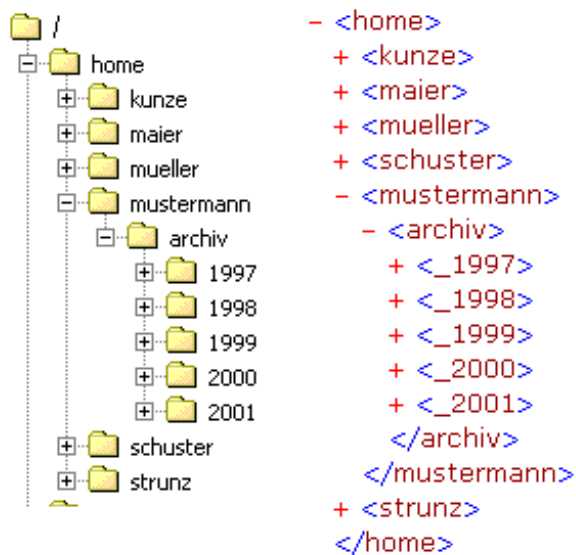 /
home
kunze
maier
mueller
mustermann
archiv
1997
1998
1999
2000
2001
schuster
strunz
- <home>
+ <kunze>
+ <maier>
+ <mueller>
+ <schuster>
- <mustermann>
- <archiv>
+ <_1997>
+ <_1998>
+ <_1999>
+ <_2000>
+ <_2001>
</archiv>
</mustermann>
+ <strunz>
</home>